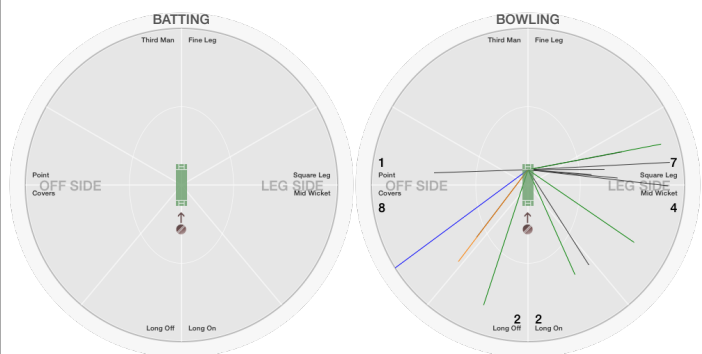 BATTING
Third Man Fine Leg
Point
Covers
OFF SIDE
LEG SIDE
Square Leg
Mid Wicket
Long Off Long On
BOWLING
Third Man Fine Leg
1
Point
Covers
8
OFF SIDE
LEG SIDE
7
Square Leg
Mid Wicket
4
2 2
Long Off Long On